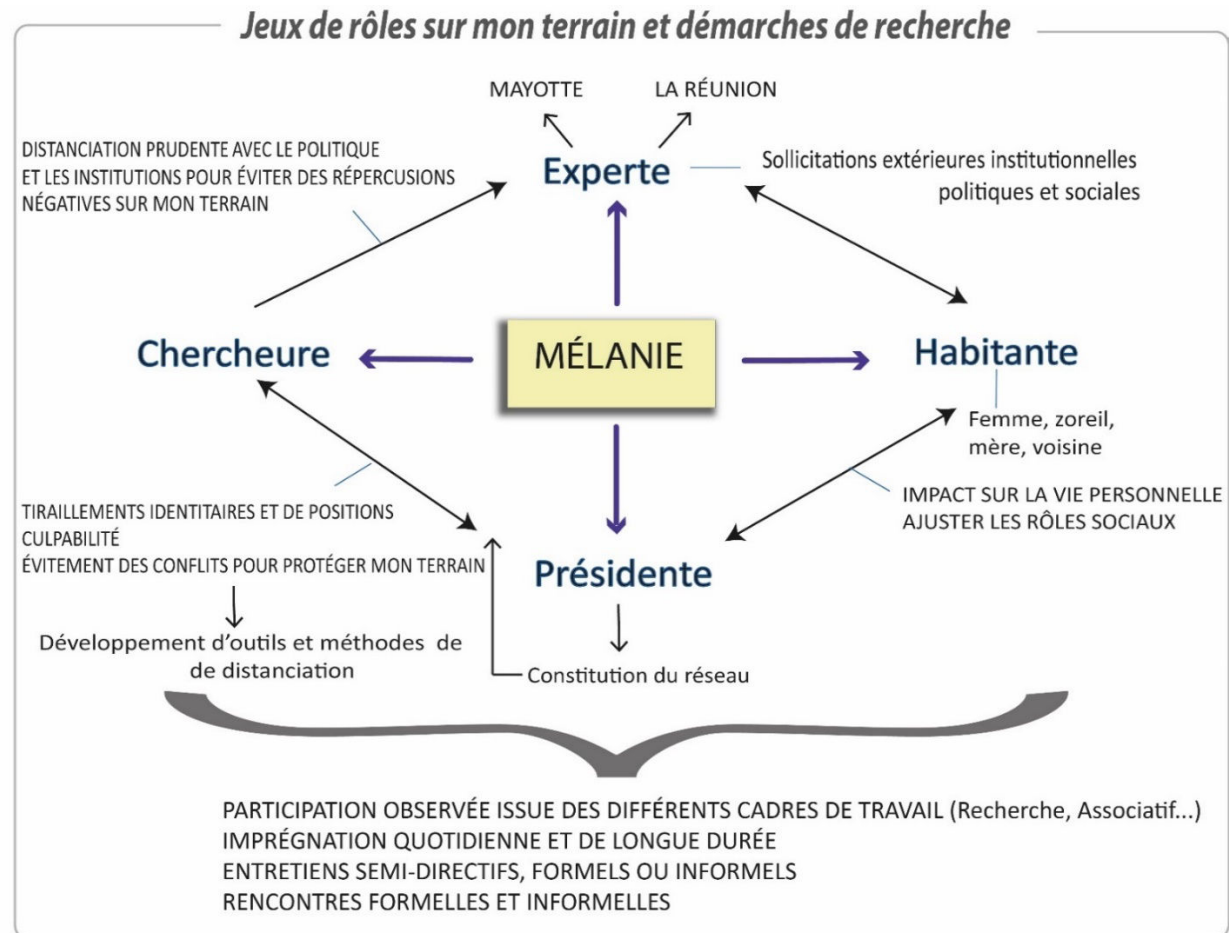 Jeux de rôles sur mon terrain et démarches de recherche
MAYOTTE
LA RÉUNION
DISTANCIATION PRUDENTE AVEC LE POLITIQUE
ET LES INSTITUTIONS POUR ÉVITER DES RÉPERCUSIONS
NÉGATIVES SUR MON TERRAIN
Experte
Sollicitations extérieures institutionnelles
politiques et sociales
Chercheure
MÉLANIE
Habitante
Femme, zoreil,
mère, voisine
TIRAILLEMENTS IDENTITAIRES ET DE POSITIONS
CULPABILITÉ
ÉVITEMENT DES CONFLITS POUR PROTÉGER MON TERRAIN
IMPACT SUR LA VIE PERSONNELLE
AJUSTER LES RÔLES SOCIAUX
Présidente
Développement d'outils et méthodes de
de distanciation
Constitution du réseau
PARTICIPATION OBSERVÉE ISSUE DES DIFFÉRENTS CADRES DE TRAVAIL (Recherche, Associatif...)
IMPRÉGNATION QUOTIDIENNE ET DE LONGUE DURÉE
ENTRETIENS SEMI-DIRECTIFS, FORMELS OU INFORMELS
RENCONTRES FORMELLES ET INFORMELLES